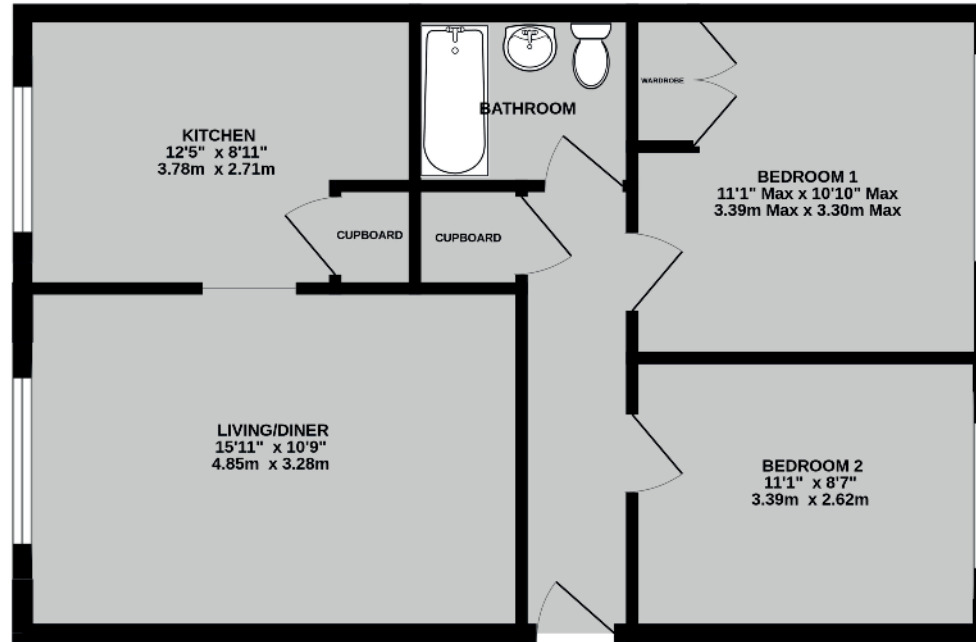 KITCHEN
12'5" x 8'11"
3.78m x 2.71m
BATHROOM
WARDROBE
BEDROOM 1
11'1" Max x 10'10" Max
3.39m Max x 3.30m Max
CUPBOARD
CUPBOARD
LIVING/DINER
15'11" x 10'9"
4.85m x 3.28m
BEDROOM 2
11'1" x 8'7"
3.39m x 2.62m